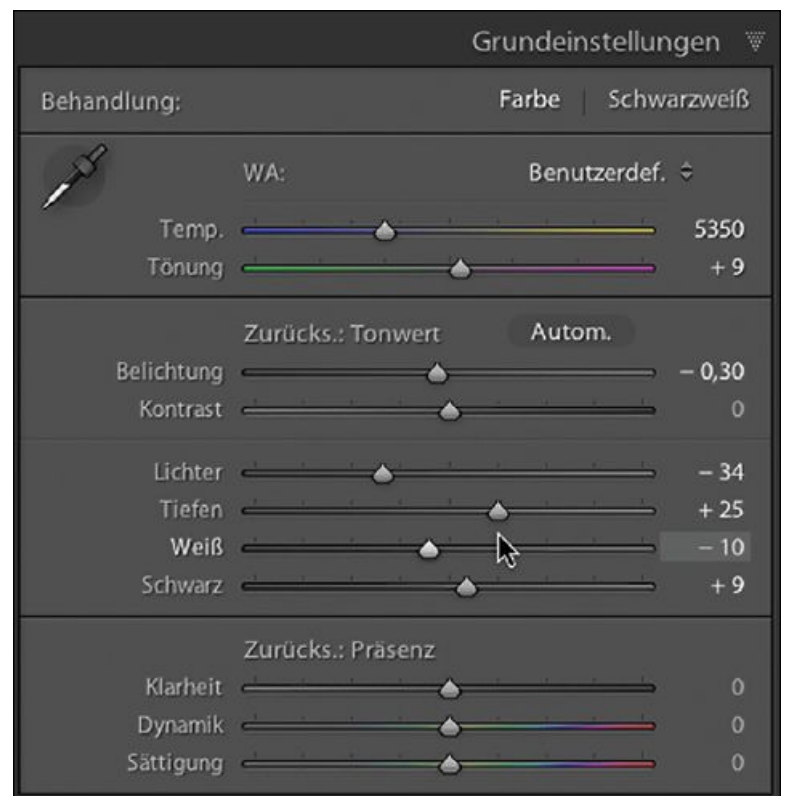 Grundeinstellungen
Behandlung: Farbe | Schwarzweiß
WA: Benutzerdef.
Temp. 5350
Tönung + 9
Zurücks.: Tonwert Autom.
Belichtung − 0,30
Kontrast 0
Lichter − 34
Tiefen + 25
Weiß − 10
Schwarz + 9
Zurücks.: Präsenz
Klarheit 0
Dynamik 0
Sättigung 0